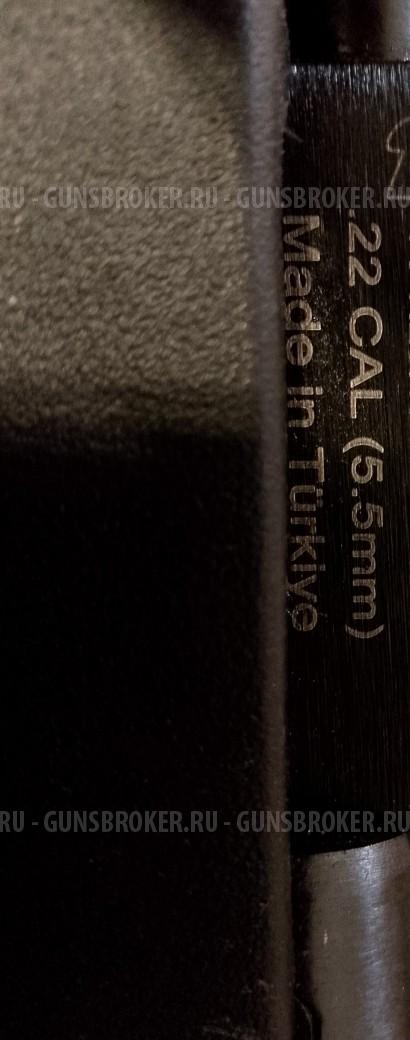 RU - GUNSBROKER.RU - GUNSBROKER.RU
.22 CAL (5.5mm)
Made in Türkiye
RU - GUNSBROKER.RU - GUNSBROKER.RU